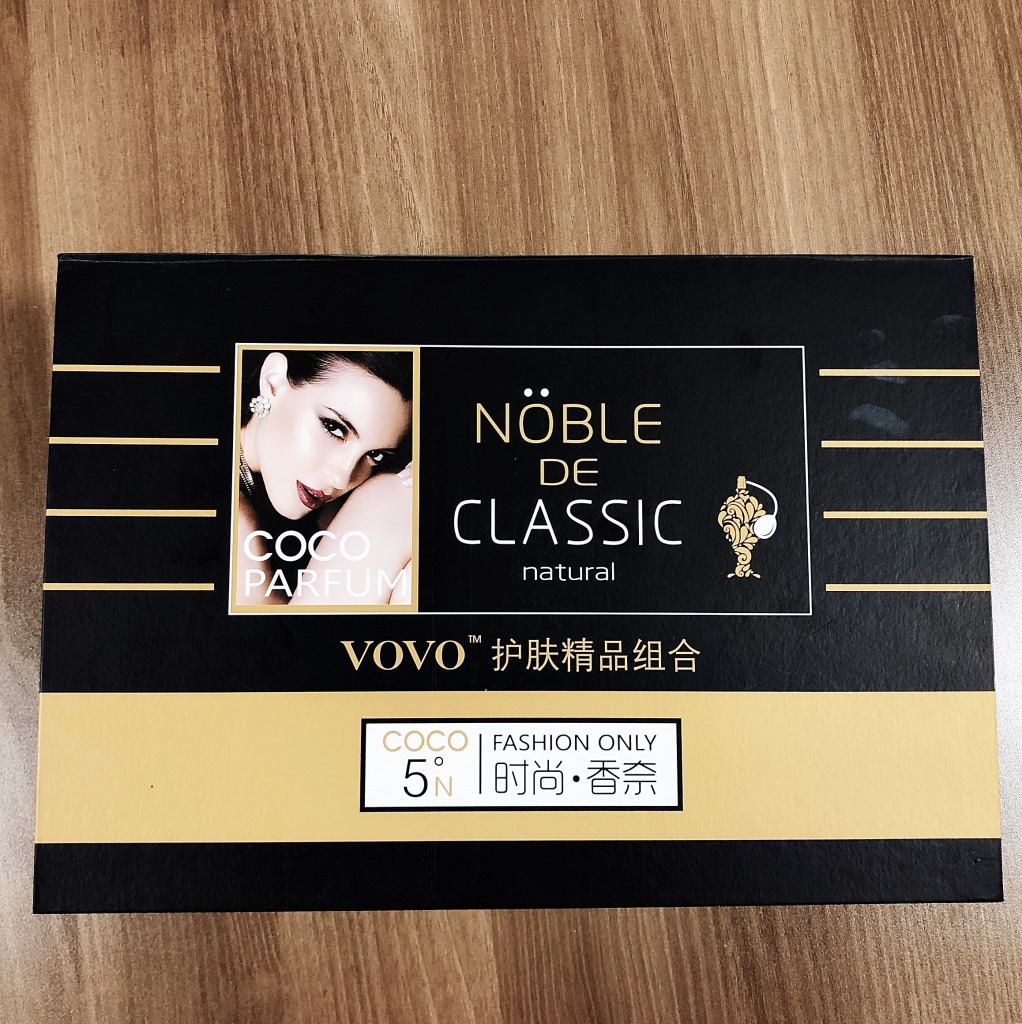 COCO
PARFUM
NÖBLE
DE
CLASSIC
natural
VOVO™ 护肤精品组合
COCO
5°N
FASHION ONLY
时尚·香奈